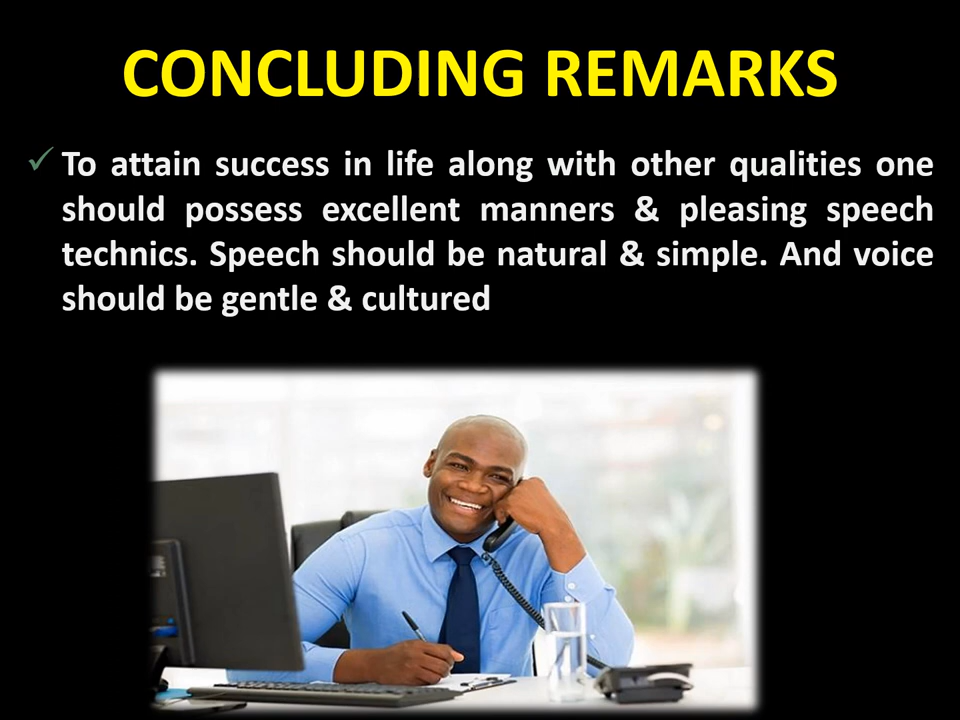 CONCLUDING REMARKS
✓ To attain success in life along with other qualities one
should possess excellent manners & pleasing speech
technics. Speech should be natural & simple. And voice
should be gentle & cultured